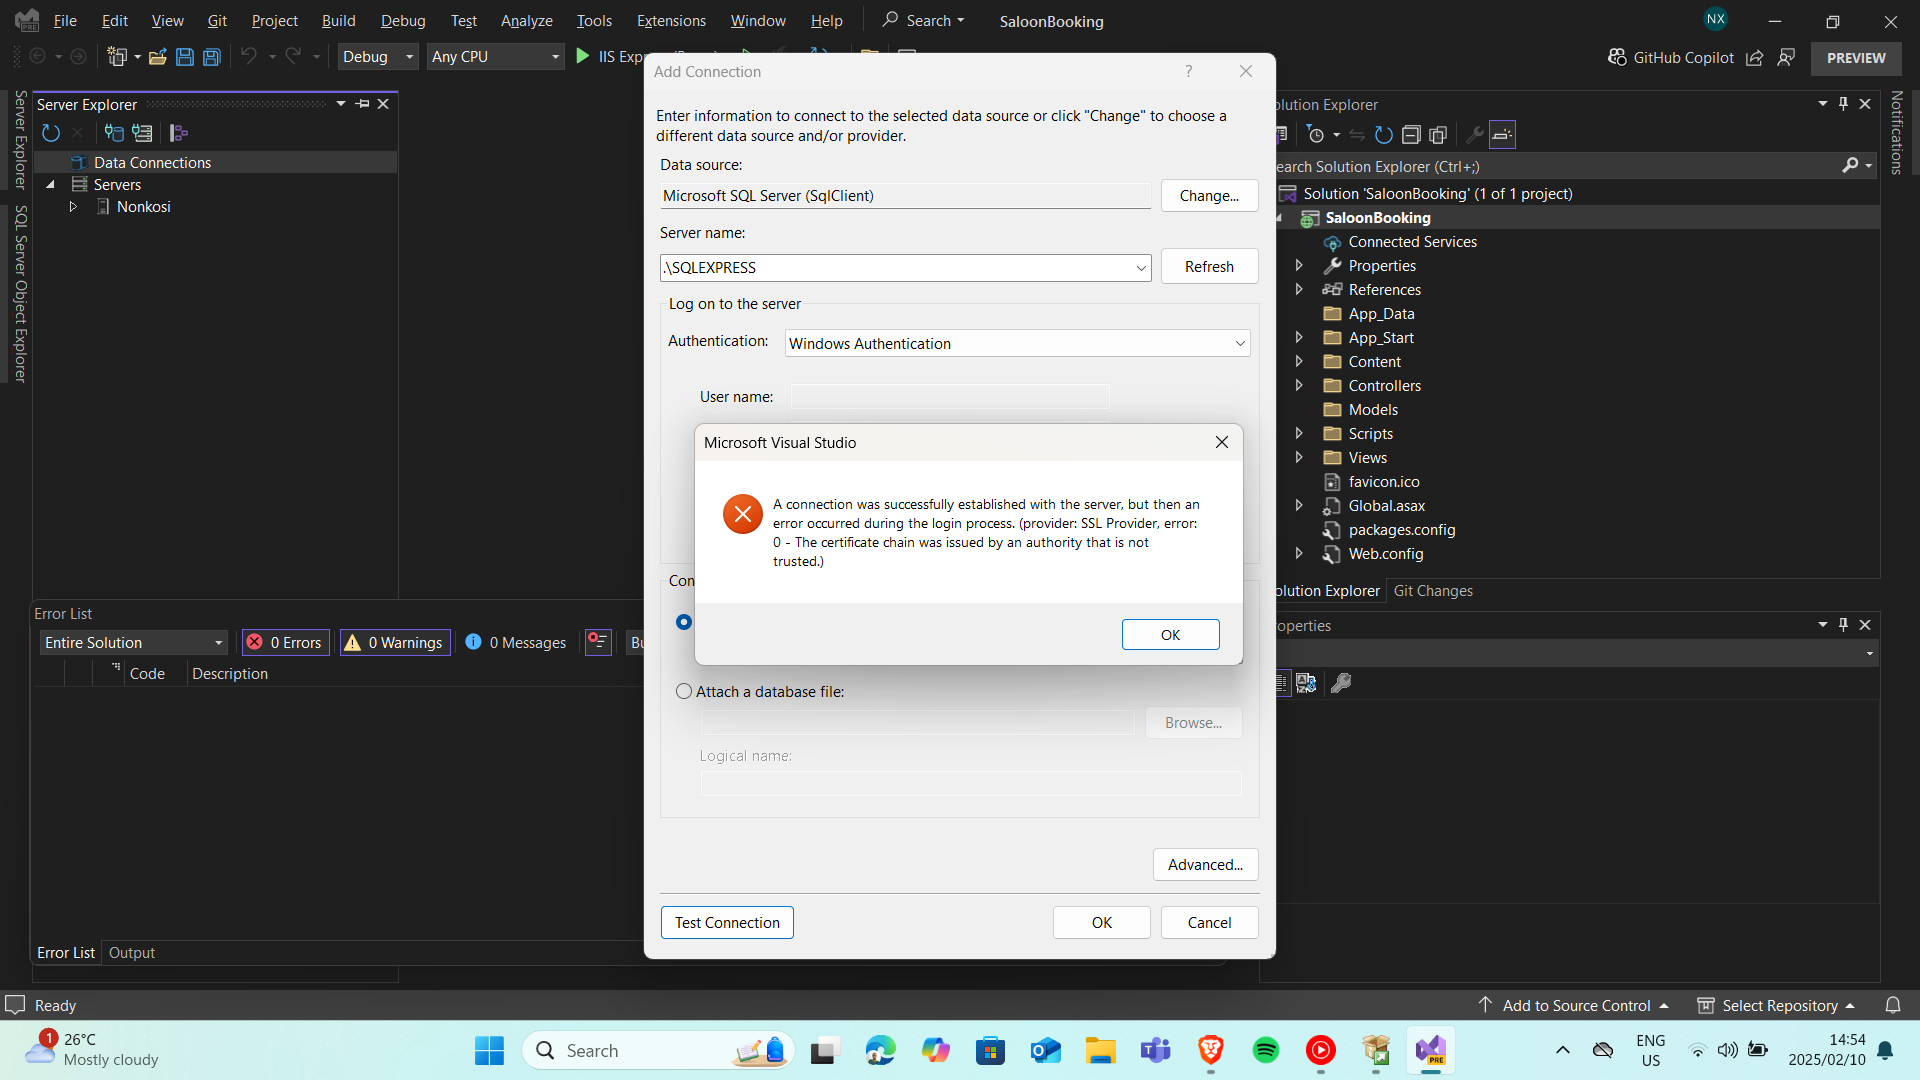 File Edit View Git Project Build Debug Test Analyze Tools Extensions Window Help Search SaloonBooking NX
Debug Any CPU IIS GitHub Copilot PREVIEW
Server Explorer
SQL Server Object Explorer
Server Explorer
Data Connections
Servers
Nonkosi
Add Connection ?
Enter information to connect to the selected data source or click "Change" to choose a
different data source and/or provider.
Data source:
Microsoft SQL Server (SqlClient) Change...
Server name:
.\SQLEXPRESS Refresh
Log on to the server
Authentication: Windows Authentication
User name:
Microsoft Visual Studio
A connection was successfully established with the server, but then an
error occurred during the login process. (provider: SSL Provider, error:
0 - The certificate chain was issued by an authority that is not
trusted.)
OK
Attach a database file:
Browse...
Logical name:
Advanced...
Test Connection OK Cancel
Explorer
Search Solution Explorer (Ctrl+;)
Solution 'SaloonBooking' (1 of 1 project)
SaloonBooking
Connected Services
Properties
References
App_Data
App_Start
Content
Controllers
Models
Scripts
Views
favicon.ico
Global.asax
packages.config
Web.config
Explorer Git Changes
Notifications
Error List
Entire Solution 0 Errors 0 Warnings 0 Messages
Code Description
Error List Output
Ready Add to Source Control Select Repository
1 26°C
Mostly cloudy
Search
PRE
ENG
US
14:54
2025/02/10